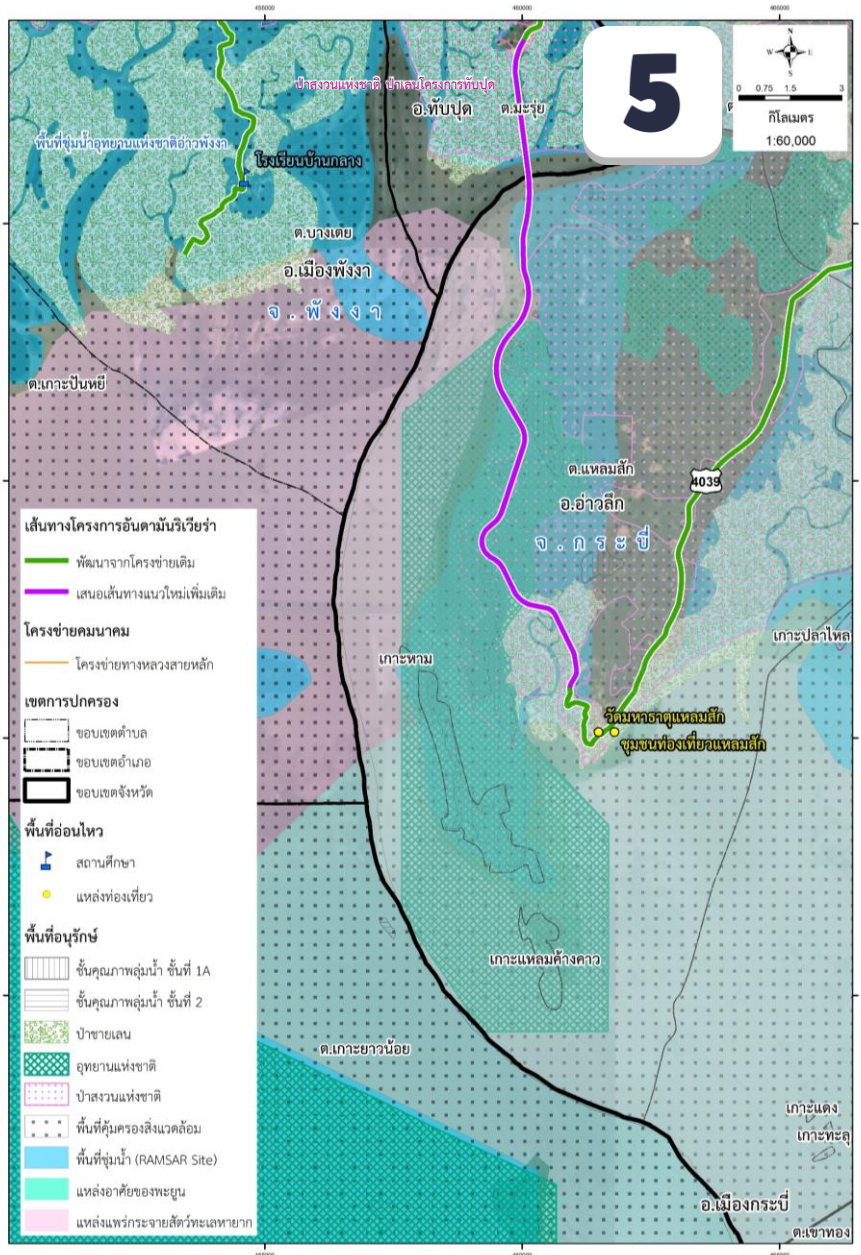 455000
460000
465000
5
N
W E
S
0 0.75 1.5 3
กิโลเมตร
1:60,000
ป่าสงวนแห่งชาติ ป่าเลนโครงการทับปุด
อ.ทับปุด
ต.มะรุ่ย
พื้นที่ชุ่มน้ำอุทยานแห่งชาติอ่าวพังงา
โรงเรียนบ้านกลาง
ต.บางเตย
อ.เมืองพังงา
จ.พังงา
ต.เกาะปันหยี
ต.แหลมสัก
4039
อ.อ่าวลึก
จ.กระบี่
เส้นทางโครงการอันดามันริเวียร่า
พัฒนาจากโครงข่ายเดิม
เสนอเส้นทางแนวใหม่เพิ่มเติม
โครงข่ายคมนาคม
โครงข่ายทางหลวงสายหลัก
เขตการปกครอง
ขอบเขตตำบล
ขอบเขตอำเภอ
ขอบเขตจังหวัด
พื้นที่อ่อนไหว
สถานศึกษา
แหล่งท่องเที่ยว
พื้นที่อนุรักษ์
ชั้นคุณภาพลุ่มน้ำ ชั้นที่ 1A
ชั้นคุณภาพลุ่มน้ำ ชั้นที่ 2
ป่าชายเลน
อุทยานแห่งชาติ
ป่าสงวนแห่งชาติ
พื้นที่คุ้มครองสิ่งแวดล้อม
พื้นที่ชุ่มน้ำ (RAMSAR Site)
แหล่งอาศัยของพะยูน
แหล่งแพร่กระจายสัตว์ทะเลหายาก
เกาะปลาไหล
เกาะหาม
วัดมหาธาตุแหลมสัก
ชุมชนท่องเที่ยวแหลมสัก
เกาะแหลมค้างคาว
ต.เกาะยาวน้อย
เกาะแดง
เกาะทะลุ
อ.เมืองกระบี่
ต.เขาทอง
455000
460000
465000